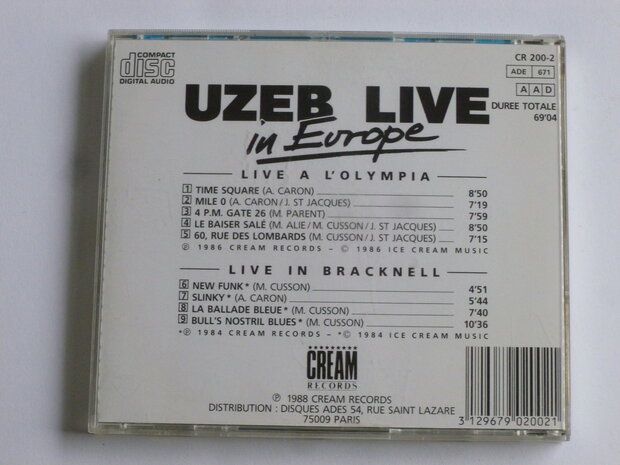 COMPACT
disc
DIGITAL AUDIO
CR 200-2
ADE 671
A A D
DUREE TOTALE
69'04
UZEB LIVE
in Europe
LIVE A L'OLYMPIA
1 TIME SQUARE (A. CARON) 8'50
2 MILE 0 (A. CARON / J. ST JACQUES) 7'19
3 4 P.M. GATE 26 (M. PARENT) 7'59
4 LE BAISER SALÉ (M. ALIE / M. CUSSON / J. ST JACQUES) 8'50
5 60, RUE DES LOMBARDS (M. CUSSON / J. ST JACQUES) 7'15
℗ 1986 CREAM RECORDS – © 1986 ICE CREAM MUSIC
LIVE IN BRACKNELL
6 NEW FUNK* (M. CUSSON) 4'51
7 SLINKY* (A. CARON) 5'44
8 LA BALLADE BLEUE* (M. CUSSON) 7'40
9 BULL'S NOSTRIL BLUES* (M. CUSSON) 10'36
*℗ 1984 CREAM RECORDS – *© 1984 ICE CREAM MUSIC
CREAM
RECORDS
℗ 1988 CREAM RECORDS
DISTRIBUTION : DISQUES ADES 54, RUE SAINT LAZARE
75009 PARIS
3 129679 020021